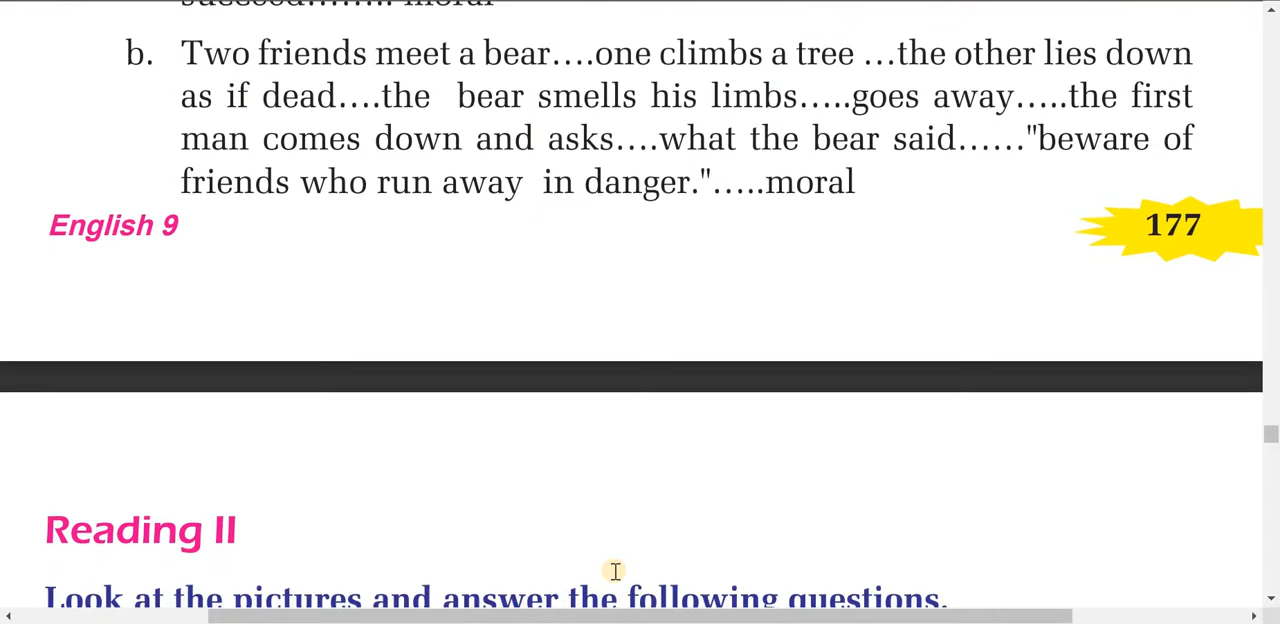 b. Two friends meet a bear....one climbs a tree ...the other lies down
as if dead....the bear smells his limbs.....goes away.....the first
man comes down and asks....what the bear said......"beware of
friends who run away in danger.".....moral
English 9
177
Reading II
Look at the pictures and answer the following questions.